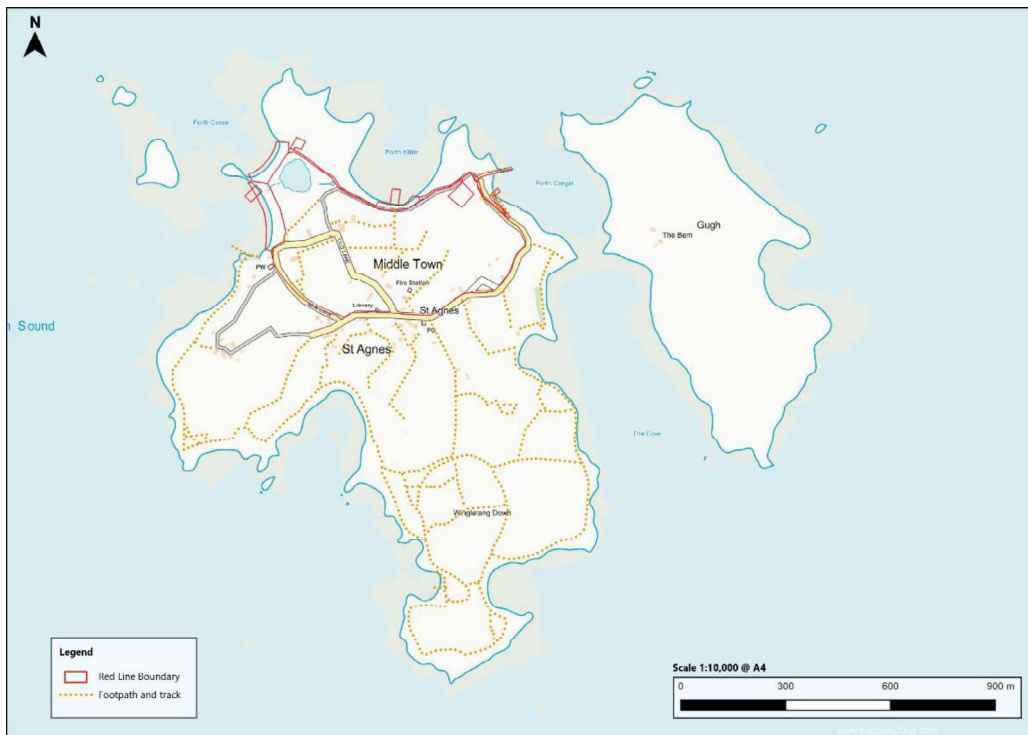 N
Porth Coose
Porth Killier
Porth Conger
Gugh
The Barn
Middle Town
PW
Fire Station
Library
St Agnes
PO
n Sound
St Agnes
The Cove
Wingletang Down
Legend
Red Line Boundary
Footpath and track
Scale 1:10,000 @ A4
0 300 600 900 m